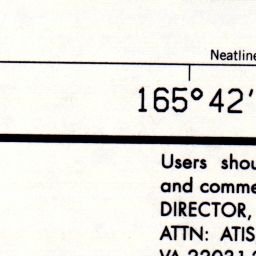 Neatline
165°42'
Users shou
and comme
DIRECTOR,
ATTN: ATIS